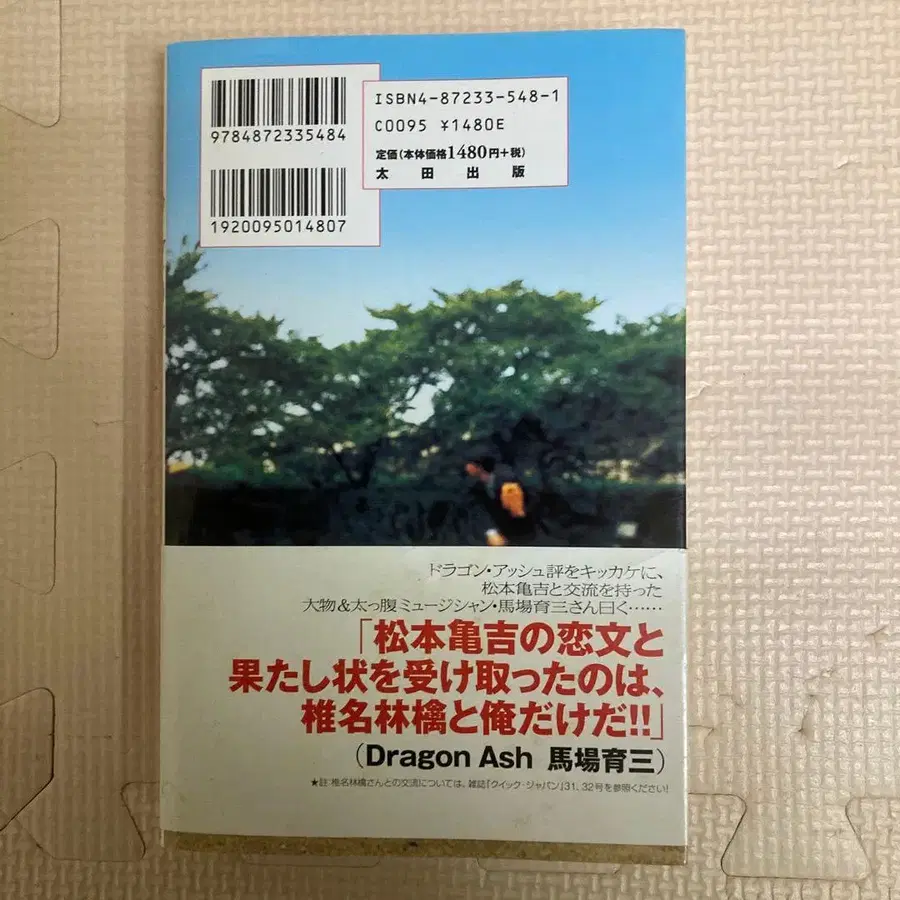 9784872335484
1920095014807
ISBN4-87233-548-1
C0095 ¥1480E
定価(本体価格1480円+税)
太田出版
ドラゴン・アッシュ評をキッカケに、
松本亀吉と交流を持った
大物&太っ腹ミュージシャン・馬場育三さん曰く……
「松本亀吉の恋文と
果たし状を受け取ったのは、
椎名林檎と俺だけだ!!」
(Dragon Ash 馬場育三)
★註:椎名林檎さんとの交流については、雑誌『クイック・ジャパン』31、32号を参照ください!